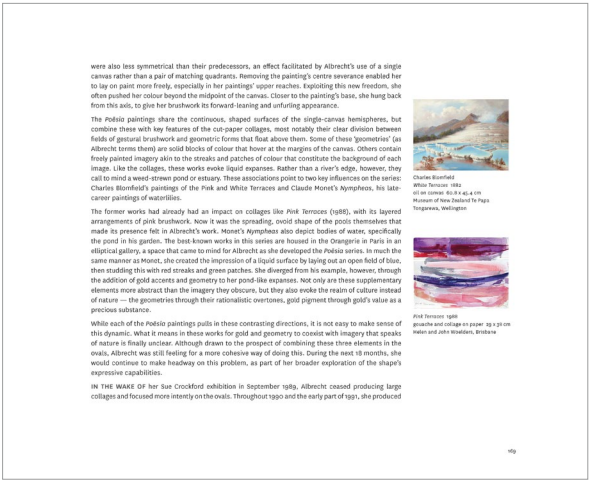 were also less symmetrical than their predecessors, an effect facilitated by Albrecht's use of a single
canvas rather than a pair of matching quadrants. Removing the painting's centre severance enabled her
to lay on paint more freely, especially in her paintings' upper reaches. Exploiting this new freedom, she
often pushed her colour beyond the midpoint of the canvas. Closer to the painting's base, she hung back
from this axis, to give her brushwork its forward-leaning and unfurling appearance.
The Poēsia paintings share the continuous, shaped surfaces of the single-canvas hemispheres, but
combine these with key features of the cut-paper collages, most notably their clear division between
fields of gestural brushwork and geometric forms that float above them. Some of these 'geometries' (as
Albrecht terms them) are solid blocks of colour that hover at the margins of the canvas. Others contain
freely painted imagery akin to the streaks and patches of colour that constitute the background of each
image. Like the collages, these works evoke liquid expanses. Rather than a river's edge, however, they
call to mind a weed-strewn pond or estuary. These associations point to two key influences on the series:
Charles Blomfield's paintings of the Pink and White Terraces and Claude Monet's Nympheas, his late-
career paintings of waterlilies.
The former works had already had an impact on collages like Pink Terraces (1988), with its layered
arrangements of pink brushwork. Now it was the spreading, ovoid shape of the pools themselves that
made its presence felt in Albrecht's work. Monet's Nympheas also depict bodies of water, specifically
the pond in his garden. The best-known works in this series are housed in the Orangerie in Paris in an
elliptical gallery, a space that came to mind for Albrecht as she developed the Poēsia series. In much the
same manner as Monet, she created the impression of a liquid surface by laying out an open field of blue,
then studding this with red streaks and green patches. She diverged from his example, however, through
the addition of gold accents and geometry to her pond-like expanses. Not only are these supplementary
elements more abstract than the imagery they obscure, but they also evoke the realm of culture instead
of nature — the geometries through their rationalistic overtones, gold pigment through gold's value as a
precious substance.
While each of the Poēsia paintings pulls in these contrasting directions, it is not easy to make sense of
this dynamic. What it means in these works for gold and geometry to coexist with imagery that speaks
of nature is finally unclear. Although drawn to the prospect of combining these three elements in the
ovals, Albrecht was still feeling for a more cohesive way of doing this. During the next 18 months, she
would continue to make headway on this problem, as part of her broader exploration of the shape's
expressive capabilities.
IN THE WAKE OF her Sue Crockford exhibition in September 1989, Albrecht ceased producing large
collages and focused more intently on the ovals. Throughout 1990 and the early part of 1991, she produced
Charles Blomfield
White Terraces 1882
oil on canvas 60.8 x 45.4 cm
Museum of New Zealand Te Papa
Tongarewa, Wellington
Pink Terraces 1988
gouache and collage on paper 29 x 36 cm
Helen and John Woelders, Brisbane
169